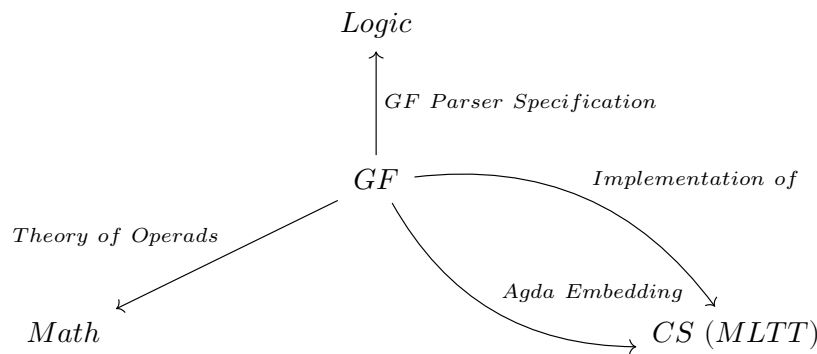 Logic
GF Parser Specification
GF
Implementation of
Theory of Operads
Agda Embedding
Math
CS (MLTT)